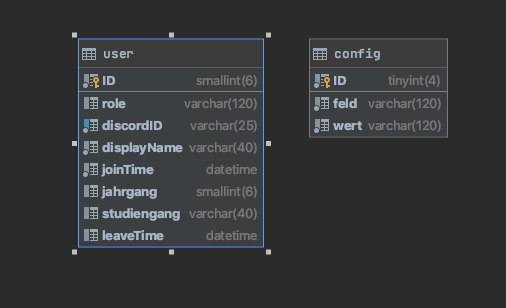 user
ID smallint(6)
role varchar(120)
discordID varchar(25)
displayName varchar(40)
joinTime datetime
jahrgang smallint(6)
studiengang varchar(40)
leaveTime datetime
config
ID tinyint(4)
feld varchar(120)
wert varchar(120)